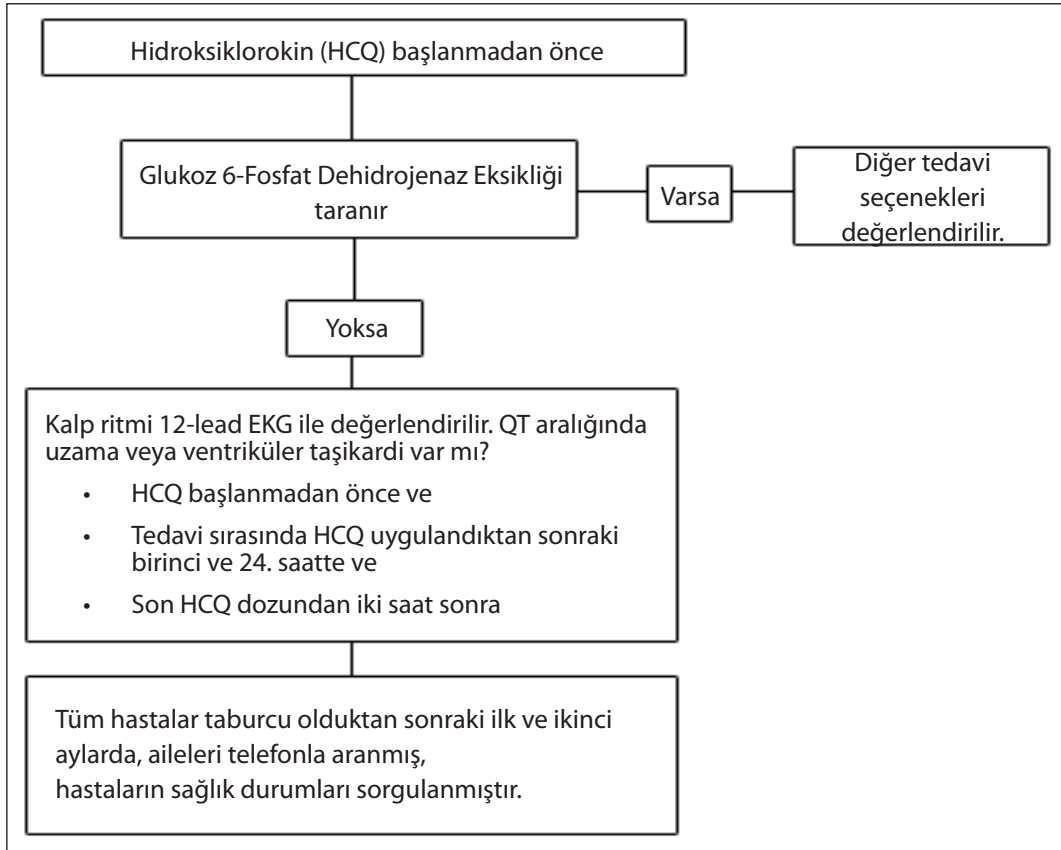 Hidroksiklorokin (HCQ) başlanmadan önce
Glukoz 6-Fosfat Dehidrojenaz Eksikliği
taranır
Varsa
Diğer tedavi
seçenekleri
değerlendirilir.
Yoksa
Kalp ritmi 12-lead EKG ile değerlendirilir. QT aralığında
uzama veya ventriküler taşikardi var mı?
• HCQ başlanmadan önce ve
• Tedavi sırasında HCQ uygulandıktan sonraki
birinci ve 24. saatte ve
• Son HCQ dozundan iki saat sonra
Tüm hastalar taburcu olduktan sonraki ilk ve ikinci
aylarda, aileleri telefonla aranmış,
hastaların sağlık durumları sorgulanmıştır.